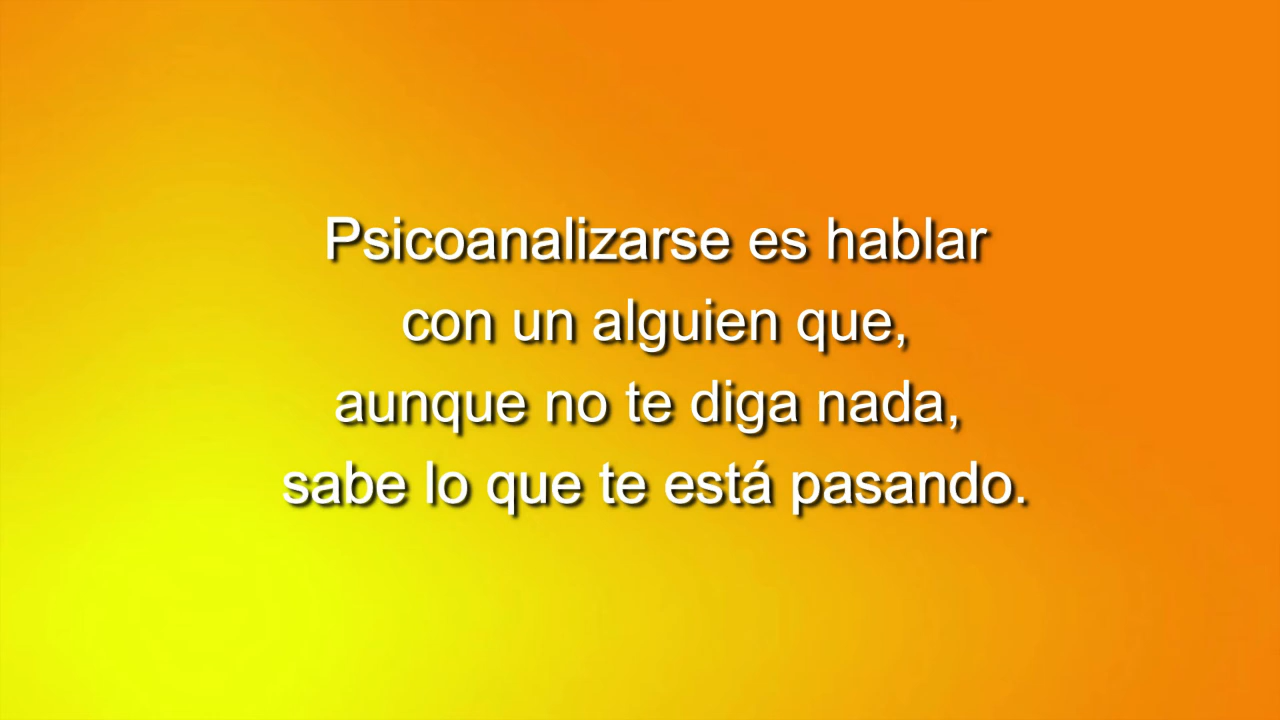 Psicoanalizarse es hablar
con un alguien que,
aunque no te diga nada,
sabe lo que te está pasando.